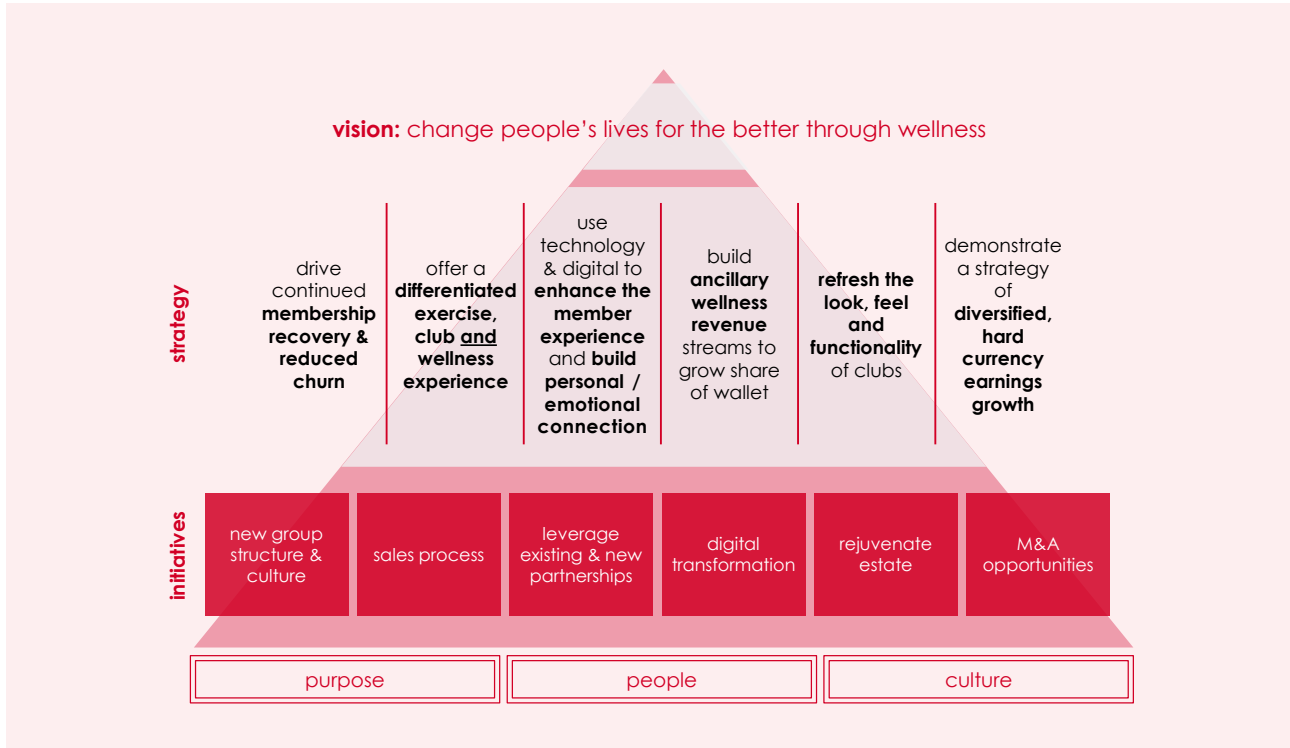 vision: change people's lives for the better through wellness
strategy
drive
continued
membership
recovery &
reduced
churn
offer a
differentiated
exercise,
club and
wellness
experience
use
technology
& digital to
enhance the
member
experience
and build
personal /
emotional
connection
build
ancillary
wellness
revenue
streams to
grow share
of wallet
refresh the
look, feel
and
functionality
of clubs
demonstrate
a strategy
of
diversified,
hard
currency
earnings
growth
initiatives
new group
structure &
culture
sales process
leverage
existing & new
partnerships
digital
transformation
rejuvenate
estate
M&A
opportunities
purpose
people
culture